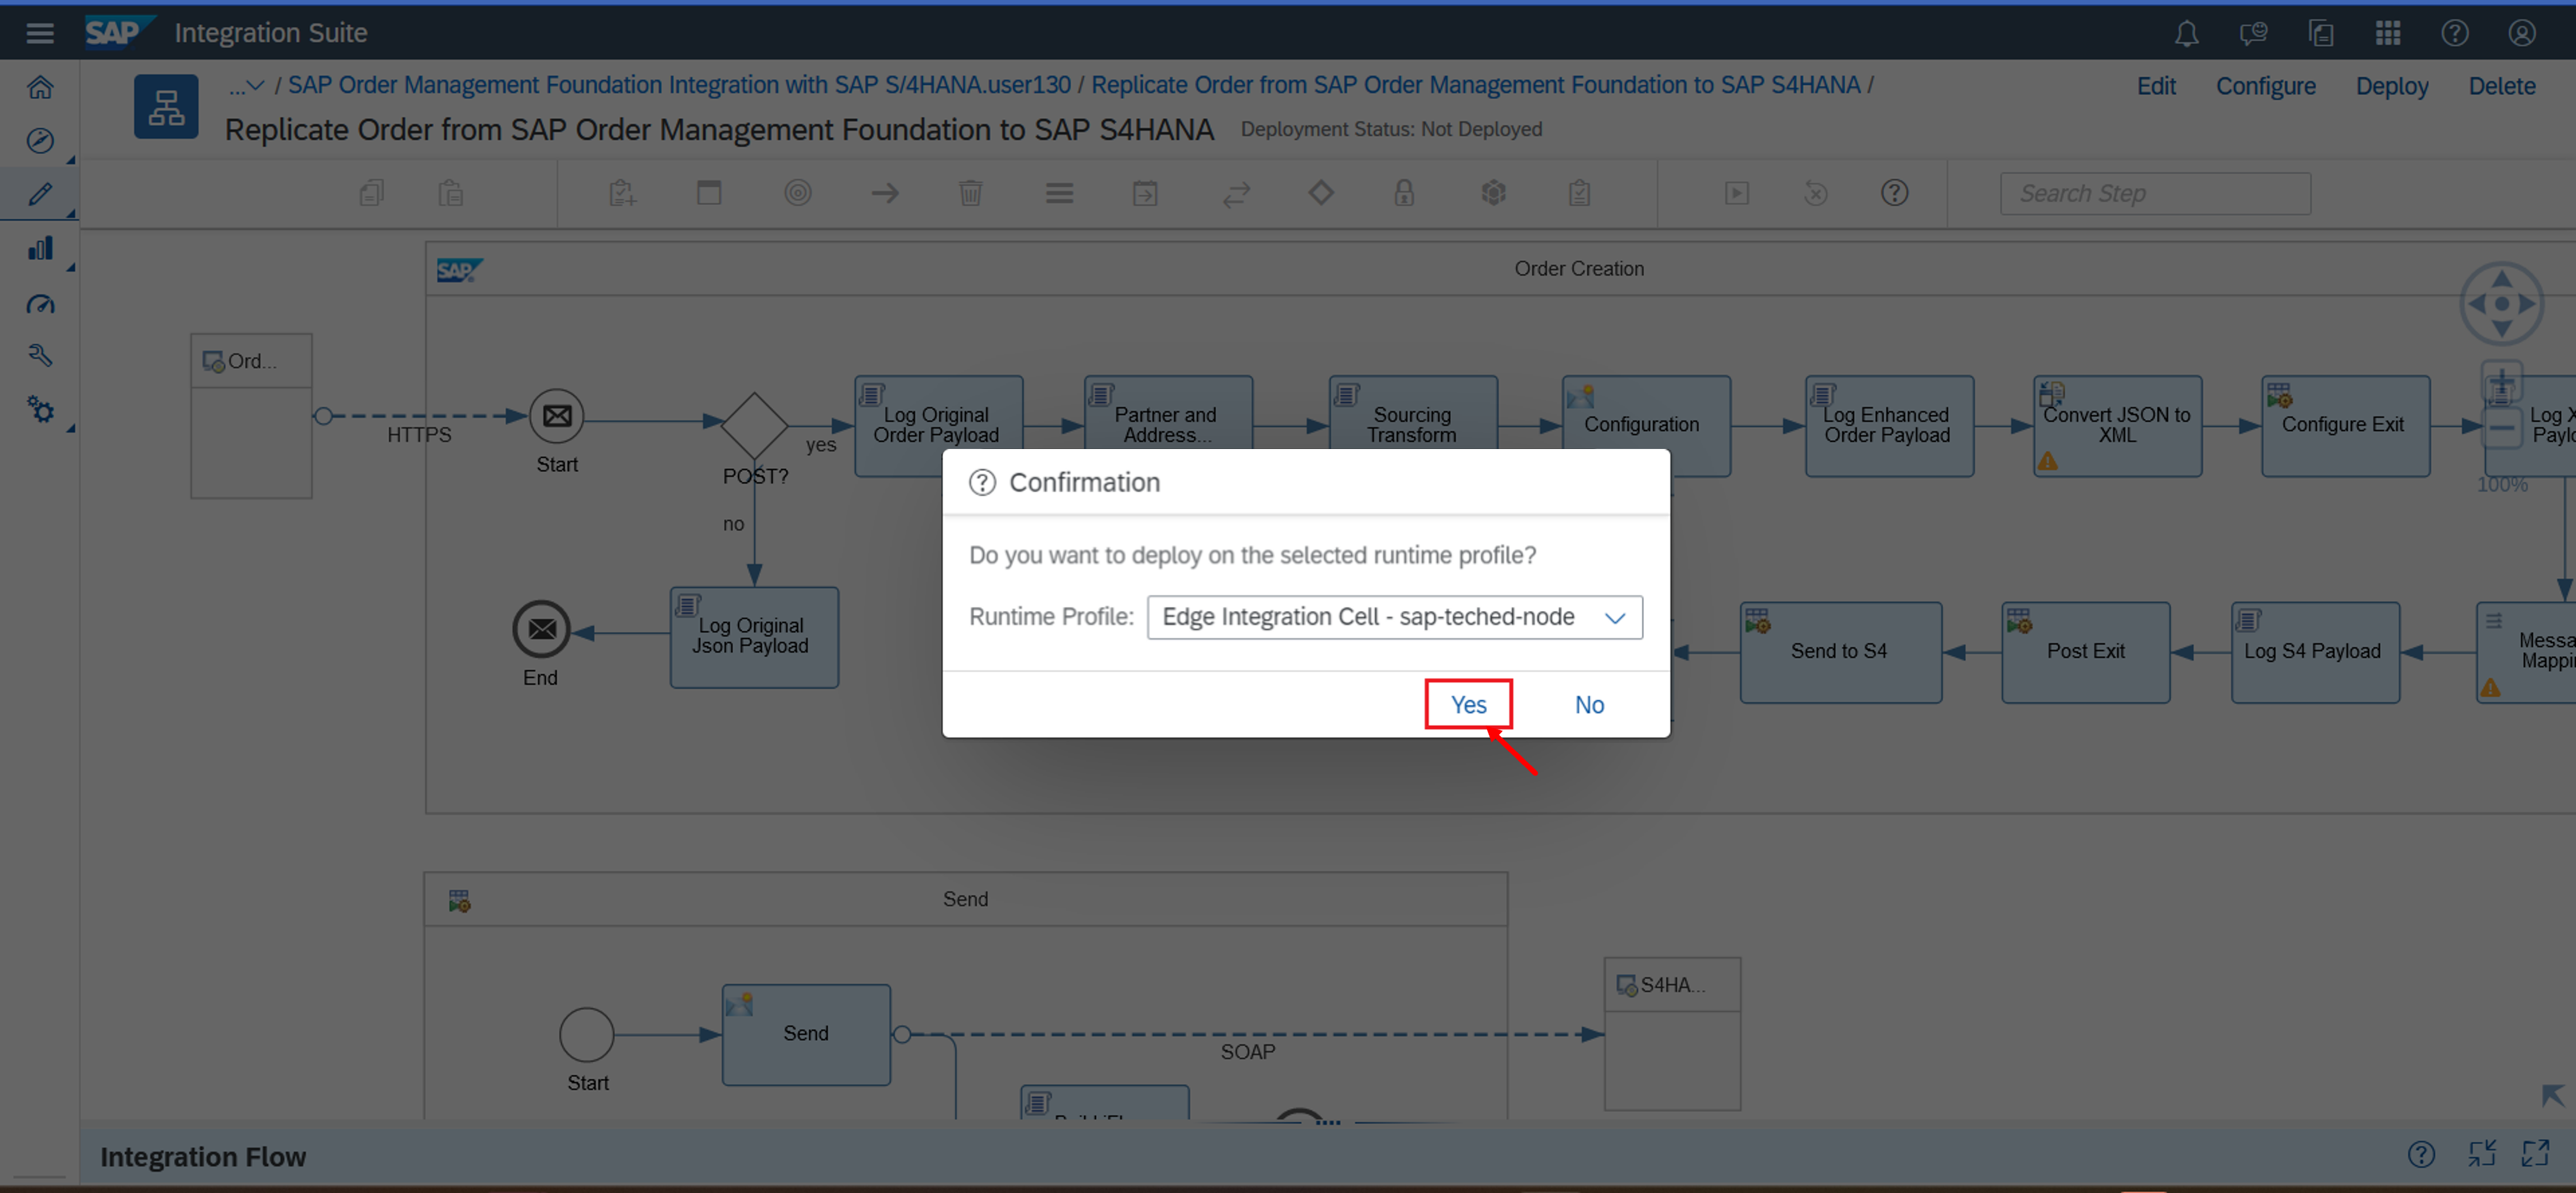 SAP Integration Suite
... / SAP Order Management Foundation Integration with SAP S/4HANA.user130 / Replicate Order from SAP Order Management Foundation to SAP S4HANA /
Edit Configure Deploy Delete
Replicate Order from SAP Order Management Foundation to SAP S4HANA Deployment Status: Not Deployed
Search Step
SAP
Order Creation
Ord...
HTTPS
Start
POST?
yes
no
Log Original
Order Payload
Partner and
Address...
Sourcing
Transform
Configuration
Log Enhanced
Order Payload
Convert JSON to
XML
Configure Exit
Log X
100%
Confirmation
Do you want to deploy on the selected runtime profile?
Runtime Profile: Edge Integration Cell - sap-teched-node
Yes No
End
Log Original
Json Payload
Send to S4
Post Exit
Log S4 Payload
Messa
Mappi
Send
Start
Send
SOAP
S4HA...
Integration Flow